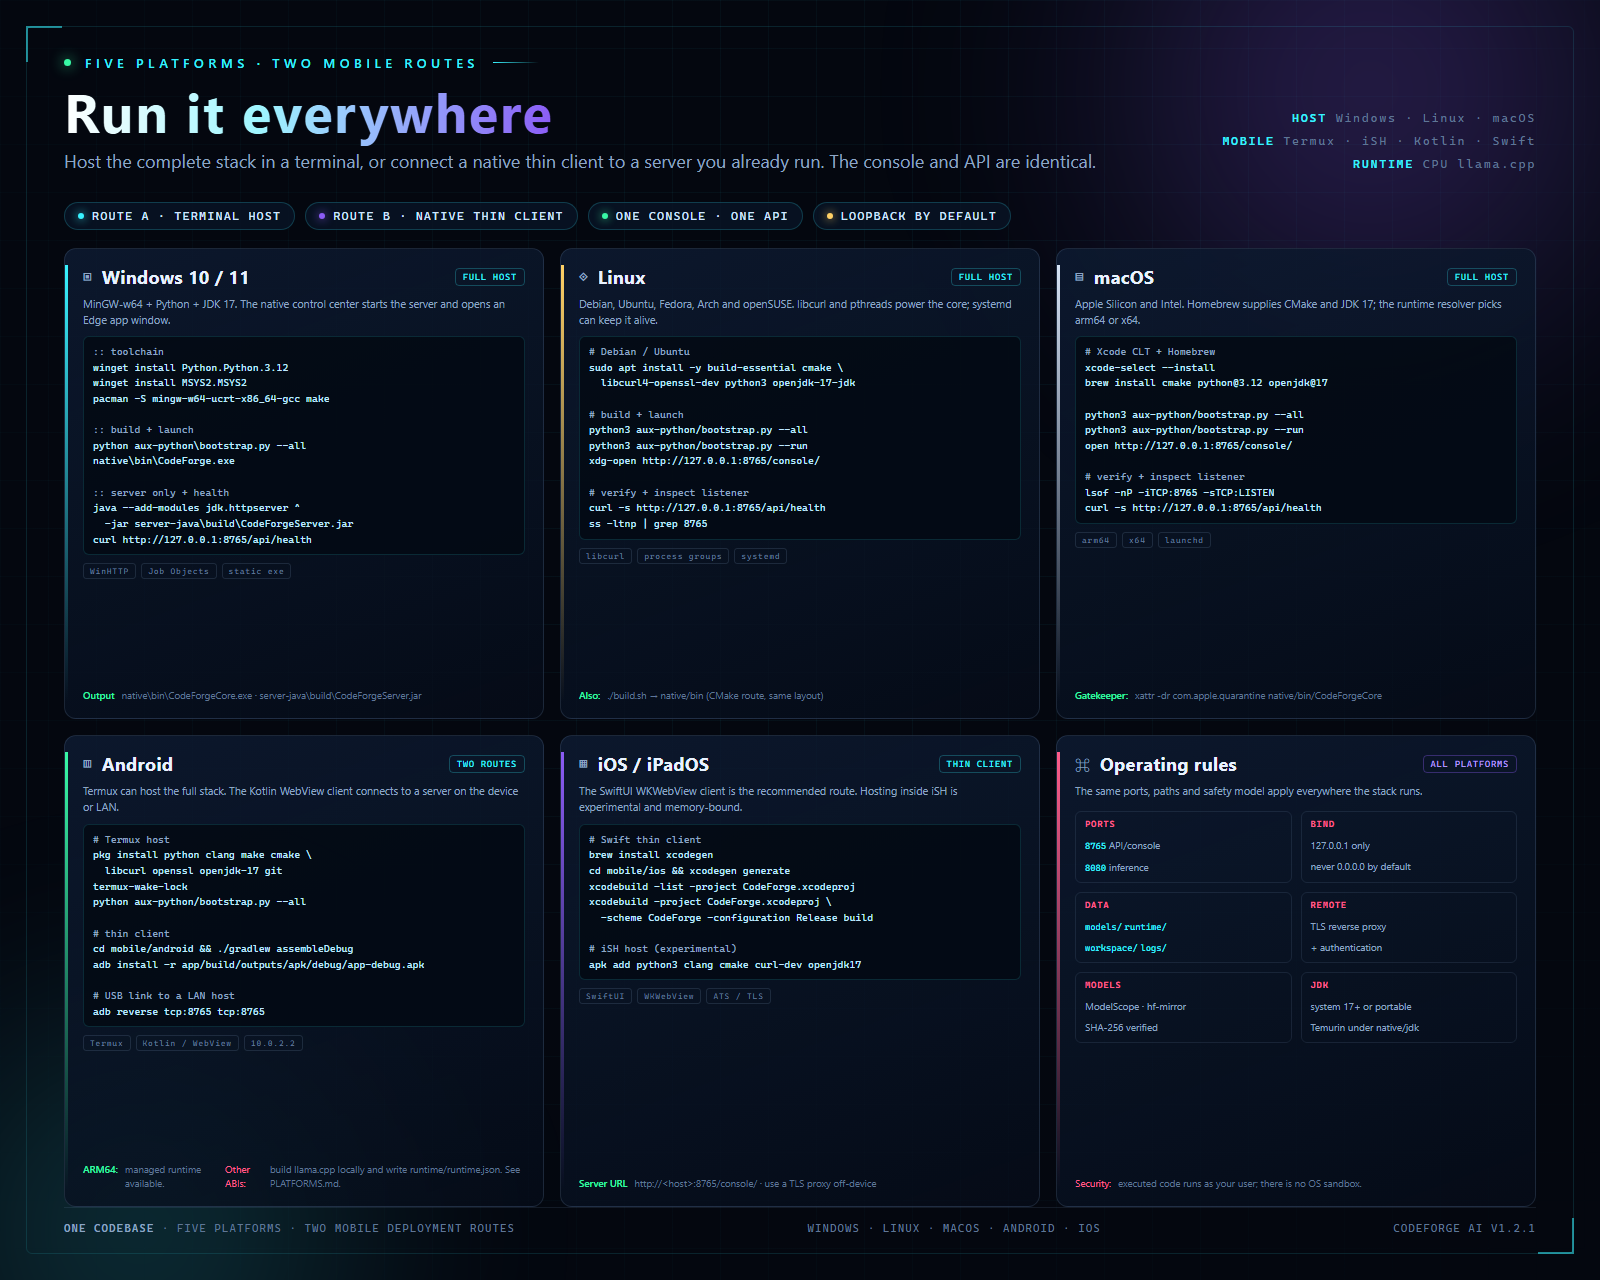 FIVE PLATFORMS · TWO MOBILE ROUTES
Run it everywhere
Host the complete stack in a terminal, or connect a native thin client to a server you already run. The console and API are identical.
HOST Windows · Linux · macOS
MOBILE Termux · iSH · Kotlin · Swift
RUNTIME CPU llama.cpp
ROUTE A · TERMINAL HOST
ROUTE B · NATIVE THIN CLIENT
ONE CONSOLE · ONE API
LOOPBACK BY DEFAULT
Windows 10 / 11
FULL HOST
MinGW-w64 + Python + JDK 17. The native control center starts the server and opens an
Edge app window.
:: toolchain
winget install Python.Python.3.12
winget install MSYS2.MSYS2
pacman -S mingw-w64-ucrt-x86_64-gcc make
:: build + launch
python aux-python\bootstrap.py --all
native\bin\CodeForge.exe
:: server only + health
java --add-modules jdk.httpserver ^
-jar server-java\build\CodeForgeServer.jar
curl http://127.0.0.1:8765/api/health
WinHTTP
Job Objects
static exe
Output native\bin\CodeForgeCore.exe · server-java\build\CodeForgeServer.jar
Linux
FULL HOST
Debian, Ubuntu, Fedora, Arch and openSUSE. libcurl and pthreads power the core; systemd
can keep it alive.
# Debian / Ubuntu
sudo apt install -y build-essential cmake \
libcurl4-openssl-dev python3 openjdk-17-jdk
# build + launch
python3 aux-python/bootstrap.py --all
python3 aux-python/bootstrap.py --run
xdg-open http://127.0.0.1:8765/console/
# verify + inspect listener
curl -s http://127.0.0.1:8765/api/health
ss -ltnp | grep 8765
libcurl
process groups
systemd
Also: ./build.sh → native/bin (CMake route, same layout)
macOS
FULL HOST
Apple Silicon and Intel. Homebrew supplies CMake and JDK 17; the runtime resolver picks
arm64 or x64.
# Xcode CLT + Homebrew
xcode-select --install
brew install cmake python@3.12 openjdk@17
python3 aux-python/bootstrap.py --all
python3 aux-python/bootstrap.py --run
open http://127.0.0.1:8765/console/
# verify + inspect listener
lsof -nP -iTCP:8765 -sTCP:LISTEN
curl -s http://127.0.0.1:8765/api/health
arm64
x64
launchd
Gatekeeper: xattr -dr com.apple.quarantine native/bin/CodeForgeCore
Android
TWO ROUTES
Termux can host the full stack. The Kotlin WebView client connects to a server on the device
or LAN.
# Termux host
pkg install python clang make cmake \
libcurl openssl openjdk-17 git
termux-wake-lock
python aux-python/bootstrap.py --all
# thin client
cd mobile/android && ./gradlew assembleDebug
adb install -r app/build/outputs/apk/debug/app-debug.apk
# USB link to a LAN host
adb reverse tcp:8765 tcp:8765
Termux
Kotlin / WebView
10.0.2.2
ARM64: managed runtime
available.
Other
ABIs:
build llama.cpp locally and write runtime/runtime.json. See
PLATFORMS.md.
iOS / iPadOS
THIN CLIENT
The SwiftUI WKWebView client is the recommended route. Hosting inside iSH is
experimental and memory-bound.
# Swift thin client
brew install xcodegen
cd mobile/ios && xcodegen generate
xcodebuild -list -project CodeForge.xcodeproj
xcodebuild -project CodeForge.xcodeproj \
-scheme CodeForge -configuration Release build
# iSH host (experimental)
apk add python3 clang cmake curl-dev openjdk17
SwiftUI
WKWebView
ATS / TLS
Server URL http://<host>:8765/console/ · use a TLS proxy off-device
Operating rules
ALL PLATFORMS
The same ports, paths and safety model apply everywhere the stack runs.
PORTS
8765 API/console
8080 inference
BIND
127.0.0.1 only
never 0.0.0.0 by default
DATA
models/ runtime/
workspace/ logs/
REMOTE
TLS reverse proxy
+ authentication
MODELS
ModelScope · hf-mirror
SHA-256 verified
JDK
system 17+ or portable
Temurin under native/jdk
Security: executed code runs as your user; there is no OS sandbox.
ONE CODEBASE · FIVE PLATFORMS · TWO MOBILE DEPLOYMENT ROUTES
WINDOWS · LINUX · MACOS · ANDROID · IOS
CODEFORGE AI V1.2.1